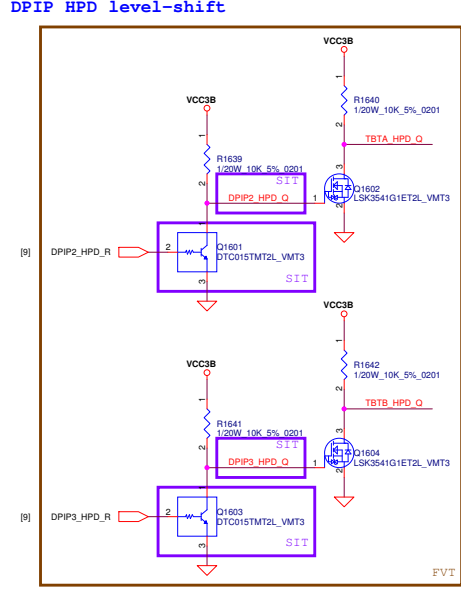 DPIP HPD level-shift
VCC3B
1
R1640
1/20W_10K_5%_0201
2
VCC3B
TBTA_HPD_Q
1
R1639
1/20W_10K_5%_0201
2
SIT
3
DPIP2_HPD_Q
1
Q1602
LSK3541G1ET2L_VMT3
2
1
[9]
DPIP2_HPD_R
2
Q1601
DTC015TMT2L_VMT3
3
SIT
VCC3B
1
R1642
1/20W_10K_5%_0201
2
VCC3B
TBTB_HPD_Q
1
R1641
1/20W_10K_5%_0201
2
SIT
3
DPIP3_HPD_Q
1
Q1604
LSK3541G1ET2L_VMT3
2
1
[9]
DPIP3_HPD_R
2
Q1603
DTC015TMT2L_VMT3
3
SIT
FVT